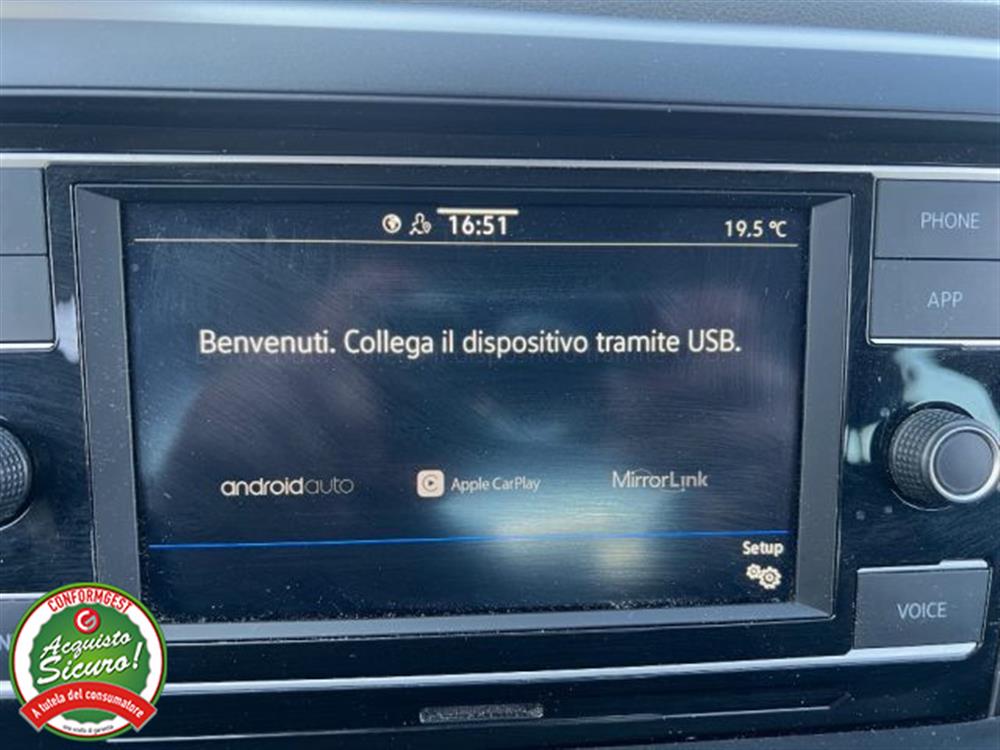 16:51
19.5 °C
PHONE
APP
Benvenuti. Collega il dispositivo tramite USB.
androidauto
Apple CarPlay
MirrorLink
Setup
VOICE
CONFORMGEST
Acquisto
Sicuro!
A tutela del consumatore